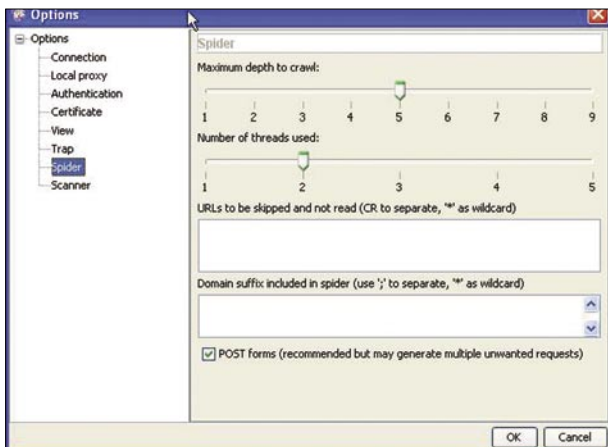 Options
Options
Connection
Local proxy
Authentication
Certificate
View
Trap
Spider
Scanner
Spider
Maximum depth to crawl:
1 2 3 4 5 6 7 8 9
Number of threads used:
1 2 3 4 5
URLs to be skipped and not read (CR to separate, '*' as wildcard)
Domain suffix included in spider (use ';' to separate, '*' as wildcard)
POST forms (recommended but may generate multiple unwanted requests)
OK Cancel